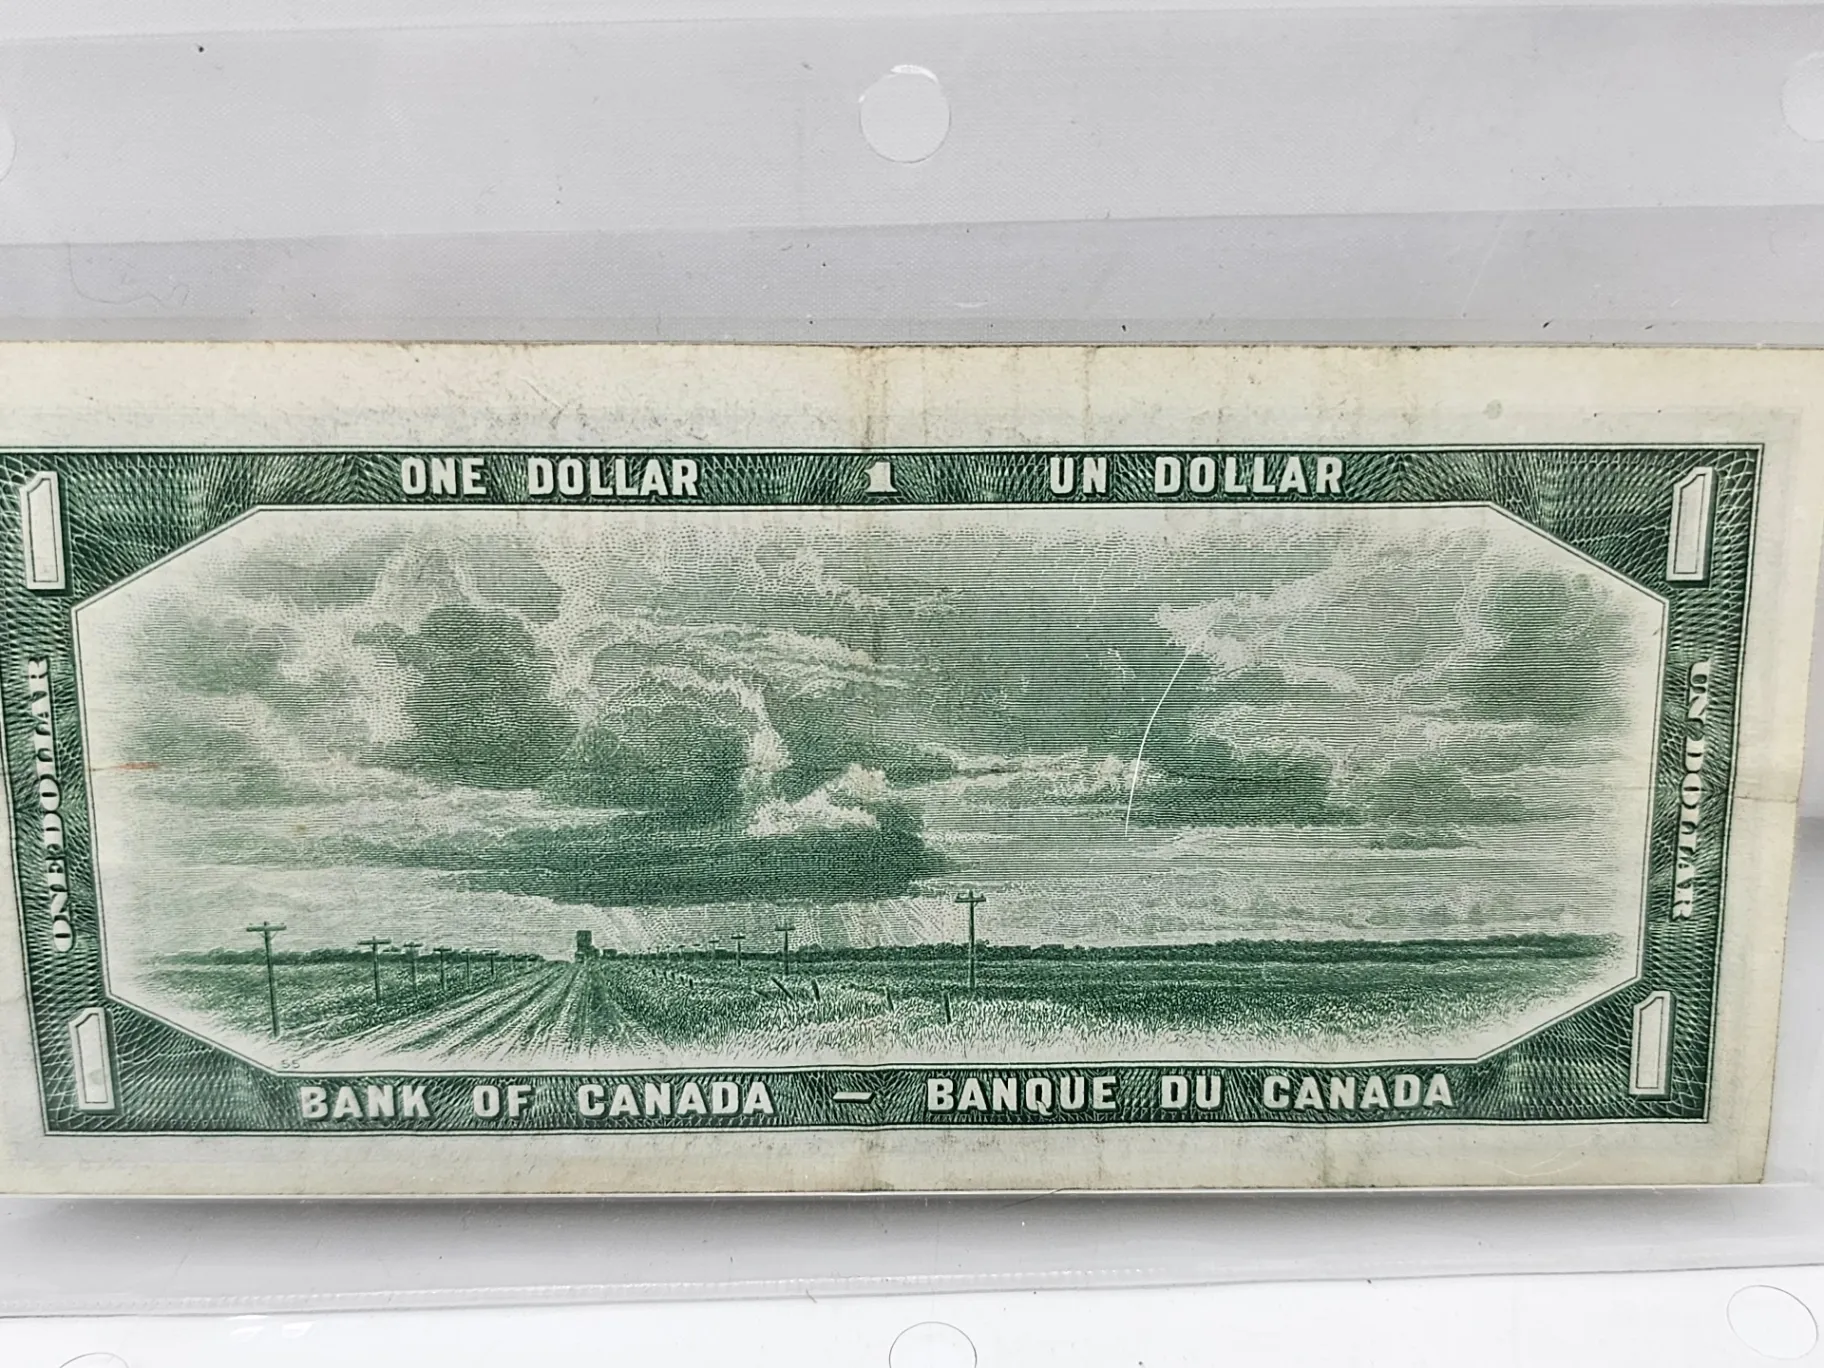 ONE DOLLAR 1 UN DOLLAR
1 1
ONE DOLLAR
UN DOLLAR
1 1
55
BANK OF CANADA – BANQUE DU CANADA